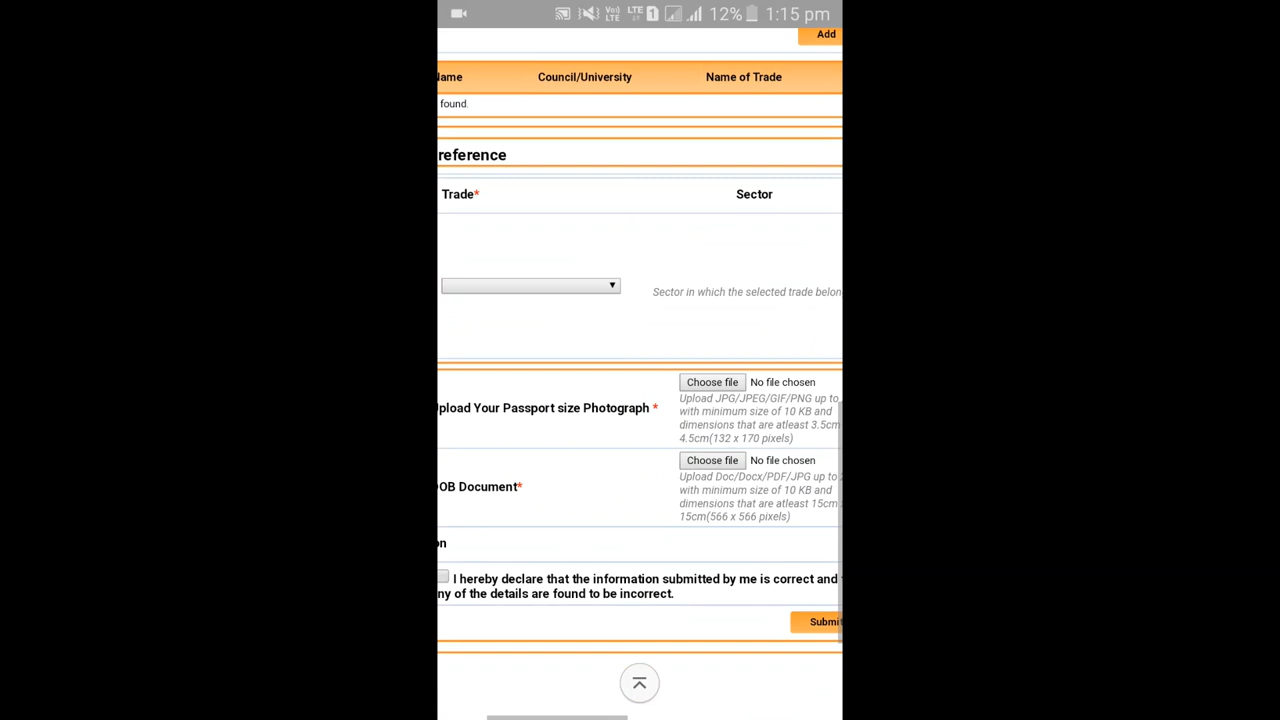 LTE 1 12% 1:15 pm
Add
Name Council/University Name of Trade
found.
reference
Trade* Sector
Sector in which the selected trade belon
Choose file No file chosen
Upload JPG/JPEG/GIF/PNG up to
Upload Your Passport size Photograph *
with minimum size of 10 KB and
dimensions that are atleast 3.5cm
4.5cm(132 x 170 pixels)
Choose file No file chosen
Upload Doc/Docx/PDF/JPG up to
DOB Document*
with minimum size of 10 KB and
dimensions that are atleast 15cm
15cm(566 x 566 pixels)
on
I hereby declare that the information submitted by me is correct and
ny of the details are found to be incorrect.
Submit